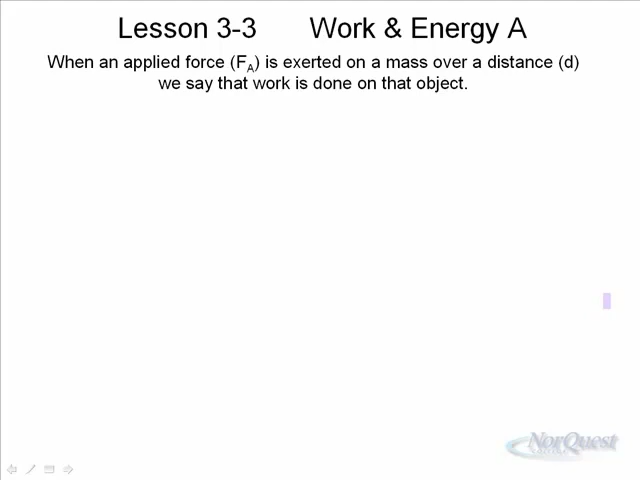 Lesson 3-3 Work & Energy A
When an applied force (FA) is exerted on a mass over a distance (d)
we say that work is done on that object.
NorQuest